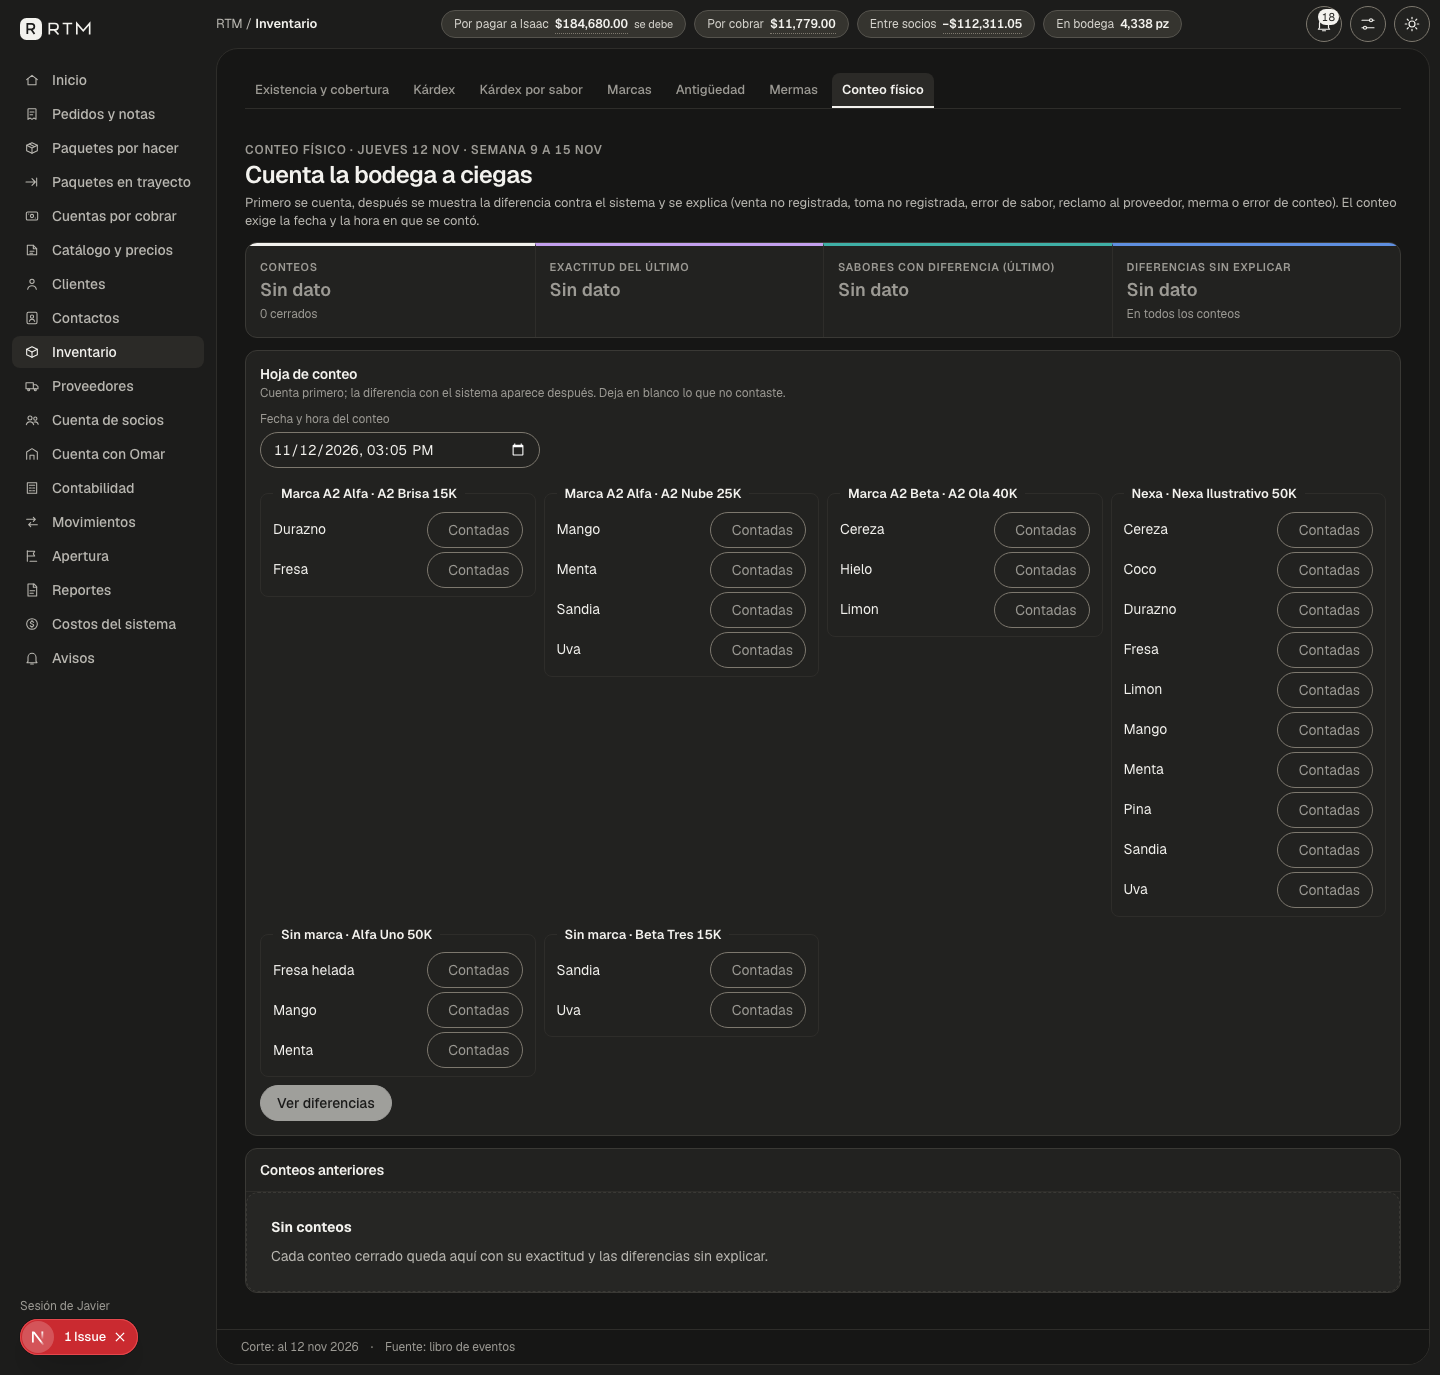 R RTM
RTM / Inventario
Por pagar a Isaac $184,680.00 se debe
Por cobrar $11,779.00
Entre socios −$112,311.05
En bodega 4,338 pz
18
Inicio
Pedidos y notas
Paquetes por hacer
Paquetes en trayecto
Cuentas por cobrar
Catálogo y precios
Clientes
Contactos
Inventario
Proveedores
Cuenta de socios
Cuenta con Omar
Contabilidad
Movimientos
Apertura
Reportes
Costos del sistema
Avisos
Sesión de Javier
N 1 Issue
Existencia y cobertura
Kárdex
Kárdex por sabor
Marcas
Antigüedad
Mermas
Conteo físico
CONTEO FÍSICO · JUEVES 12 NOV · SEMANA 9 A 15 NOV
Cuenta la bodega a ciegas
Primero se cuenta, después se muestra la diferencia contra el sistema y se explica (venta no registrada, toma no registrada, error de sabor, reclamo al proveedor, merma o error de conteo). El conteo
exige la fecha y la hora en que se contó.
CONTEOS
Sin dato
0 cerrados
EXACTITUD DEL ÚLTIMO
Sin dato
SABORES CON DIFERENCIA (ÚLTIMO)
Sin dato
DIFERENCIAS SIN EXPLICAR
Sin dato
En todos los conteos
Hoja de conteo
Cuenta primero; la diferencia con el sistema aparece después. Deja en blanco lo que no contaste.
Fecha y hora del conteo
11/12/2026, 03:05 PM
Marca A2 Alfa · A2 Brisa 15K
Durazno Contadas
Fresa Contadas
Marca A2 Alfa · A2 Nube 25K
Mango Contadas
Menta Contadas
Sandia Contadas
Uva Contadas
Marca A2 Beta · A2 Ola 40K
Cereza Contadas
Hielo Contadas
Limon Contadas
Nexa · Nexa Ilustrativo 50K
Cereza Contadas
Coco Contadas
Durazno Contadas
Fresa Contadas
Limon Contadas
Mango Contadas
Menta Contadas
Pina Contadas
Sandia Contadas
Uva Contadas
Sin marca · Alfa Uno 50K
Fresa helada Contadas
Mango Contadas
Menta Contadas
Sin marca · Beta Tres 15K
Sandia Contadas
Uva Contadas
Ver diferencias
Conteos anteriores
Sin conteos
Cada conteo cerrado queda aquí con su exactitud y las diferencias sin explicar.
Corte: al 12 nov 2026 · Fuente: libro de eventos